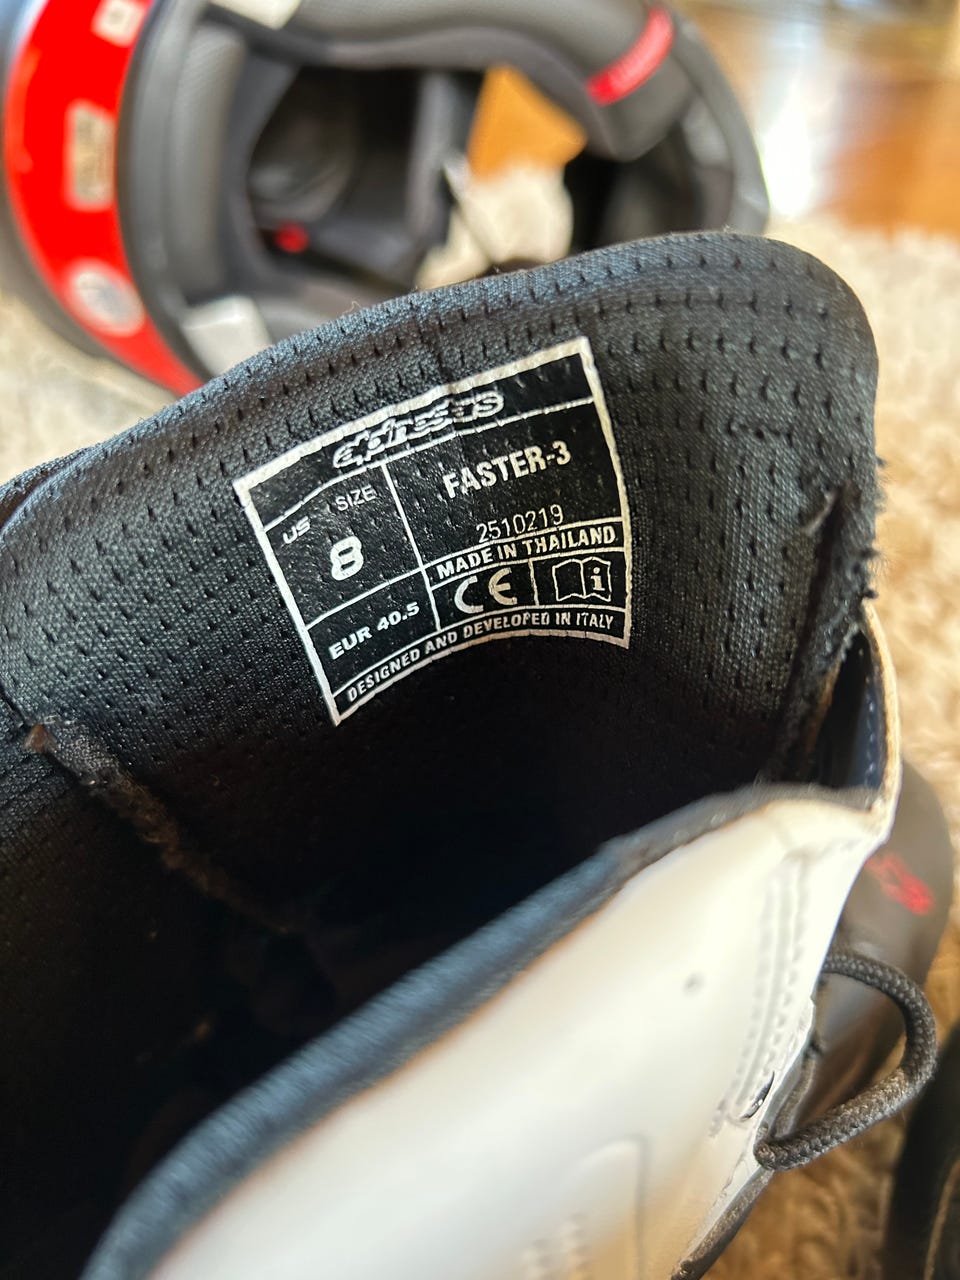 alpinestars
US SIZE
8
EUR 40.5
FASTER-3
2510219
MADE IN THAILAND
CE
i
DESIGNED AND DEVELOPED IN ITALY